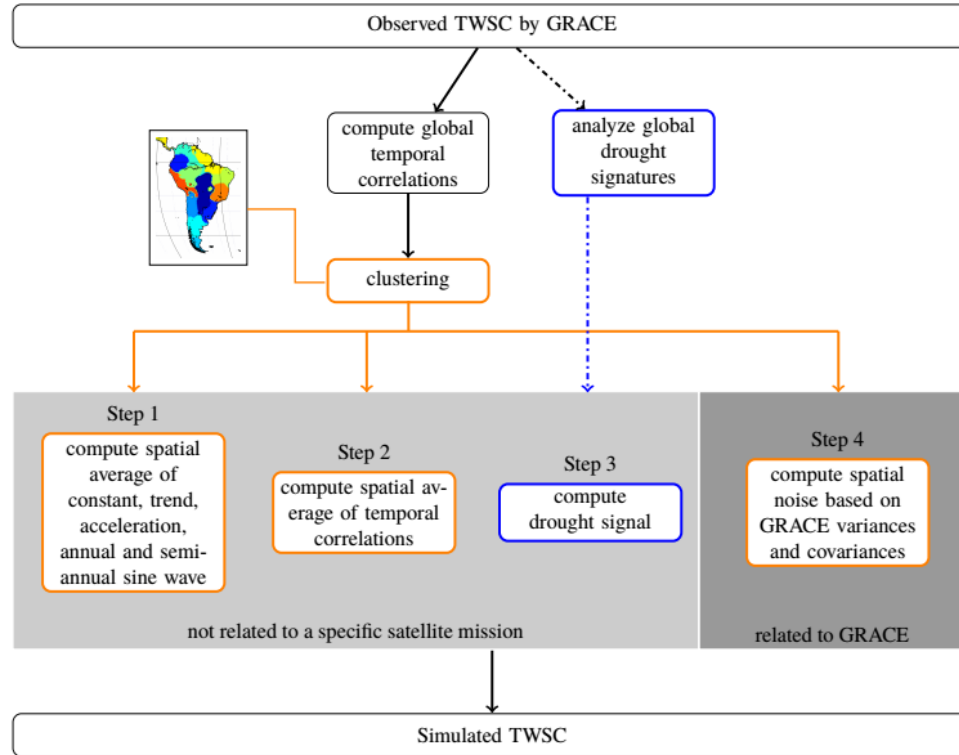 Observed TWSC by GRACE
compute global
temporal
correlations
analyze global
drought
signatures
clustering
Step 1
compute spatial
average of
constant, trend,
acceleration,
annual and semi-
annual sine wave
Step 2
compute spatial av-
erage of temporal
correlations
Step 3
compute
drought signal
Step 4
compute spatial
noise based on
GRACE variances
and covariances
not related to a specific satellite mission
related to GRACE
Simulated TWSC